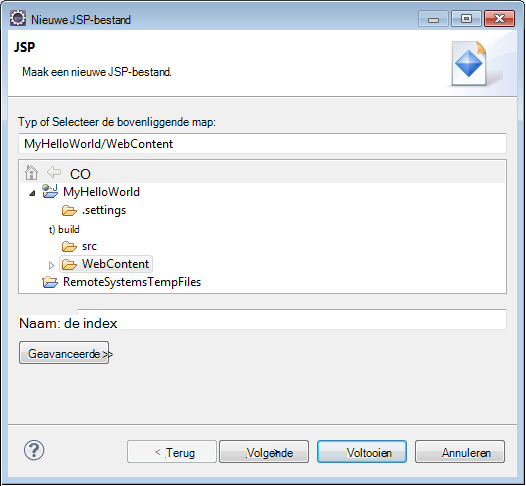 Nieuwe JSP-bestand
JSP
Maak een nieuwe JSP-bestand.
Typ of Selecteer de bovenliggende map:
MyHelloWorld/WebContent
CO
MyHelloWorld
.settings
t) build
src
WebContent
RemoteSystemsTempFiles
Naam: de index
Geavanceerde >>
< Terug Volgende > Voltooien Annuleren